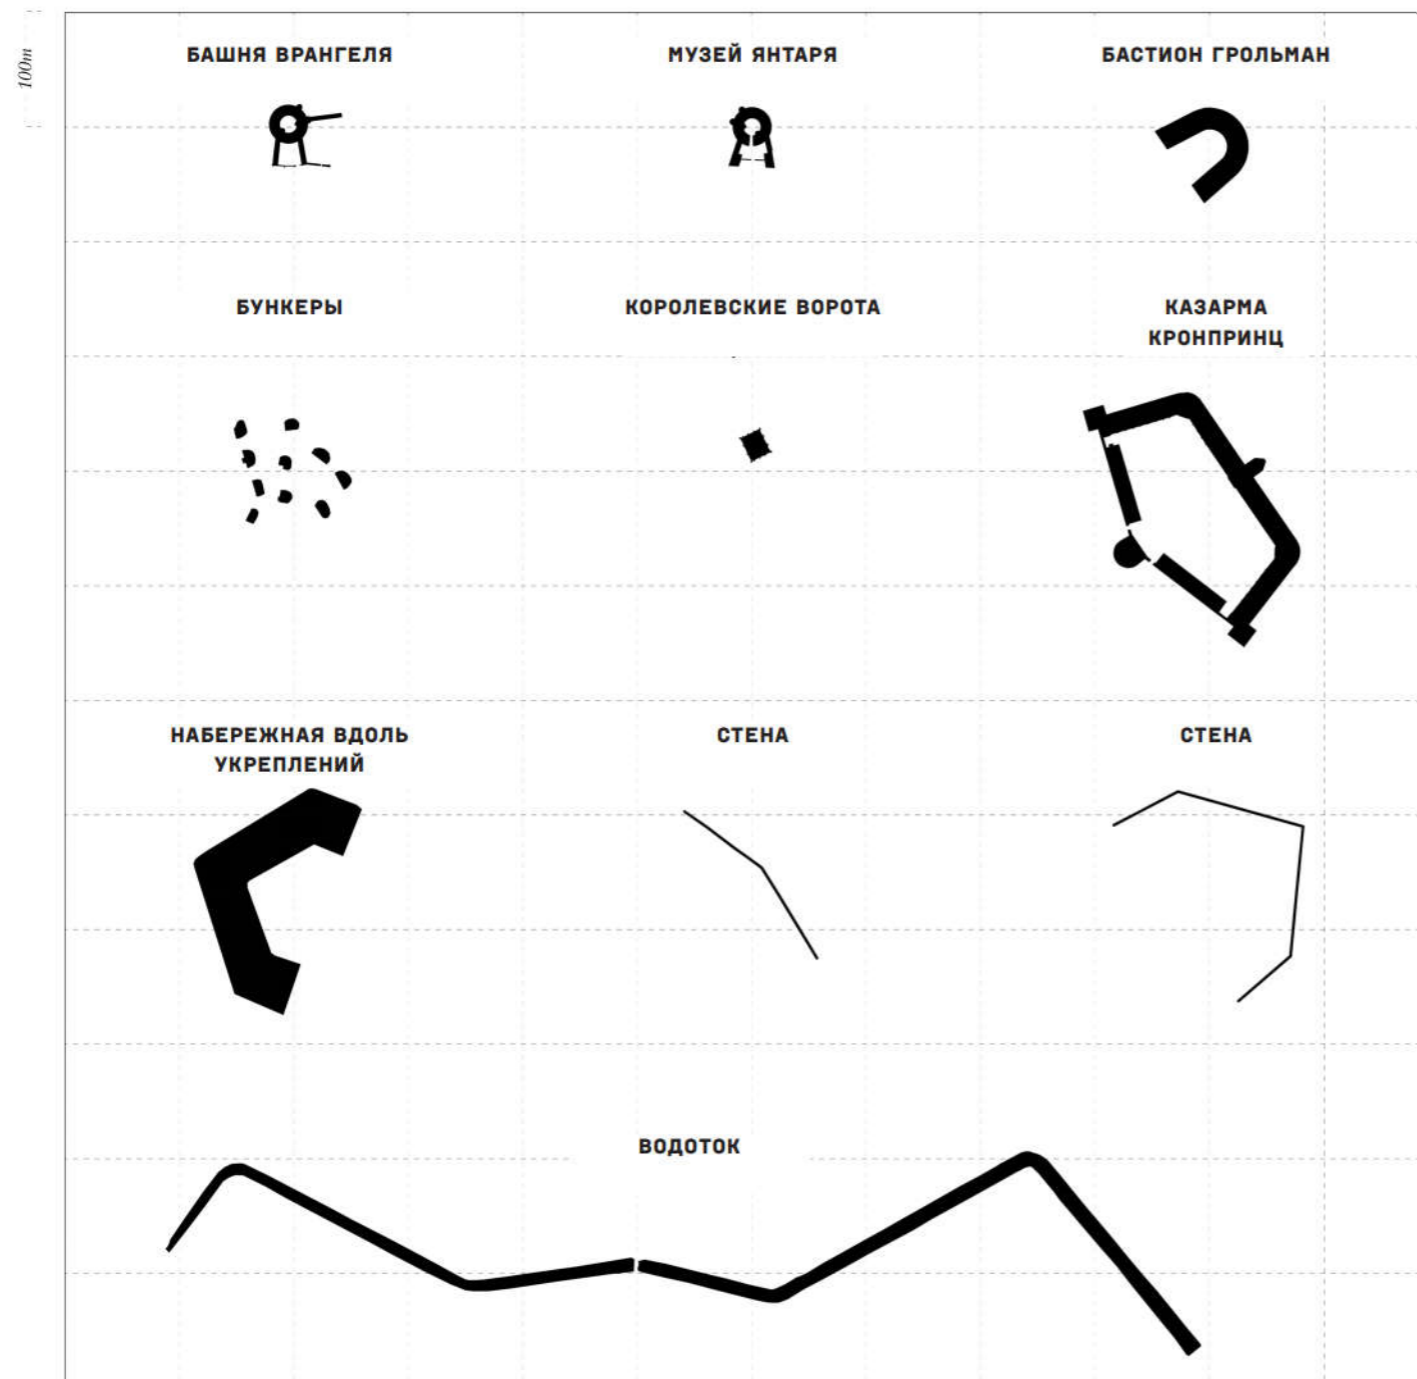 100m
БАШНЯ ВРАНГЕЛЯ
МУЗЕЙ ЯНТАРЯ
БАСТИОН ГРОЛЬМАН
БУНКЕРЫ
КОРОЛЕВСКИЕ ВОРОТА
КАЗАРМА
КРОНПРИНЦ
НАБЕРЕЖНАЯ ВДОЛЬ
УКРЕПЛЕНИЙ
СТЕНА
СТЕНА
ВОДОТОК